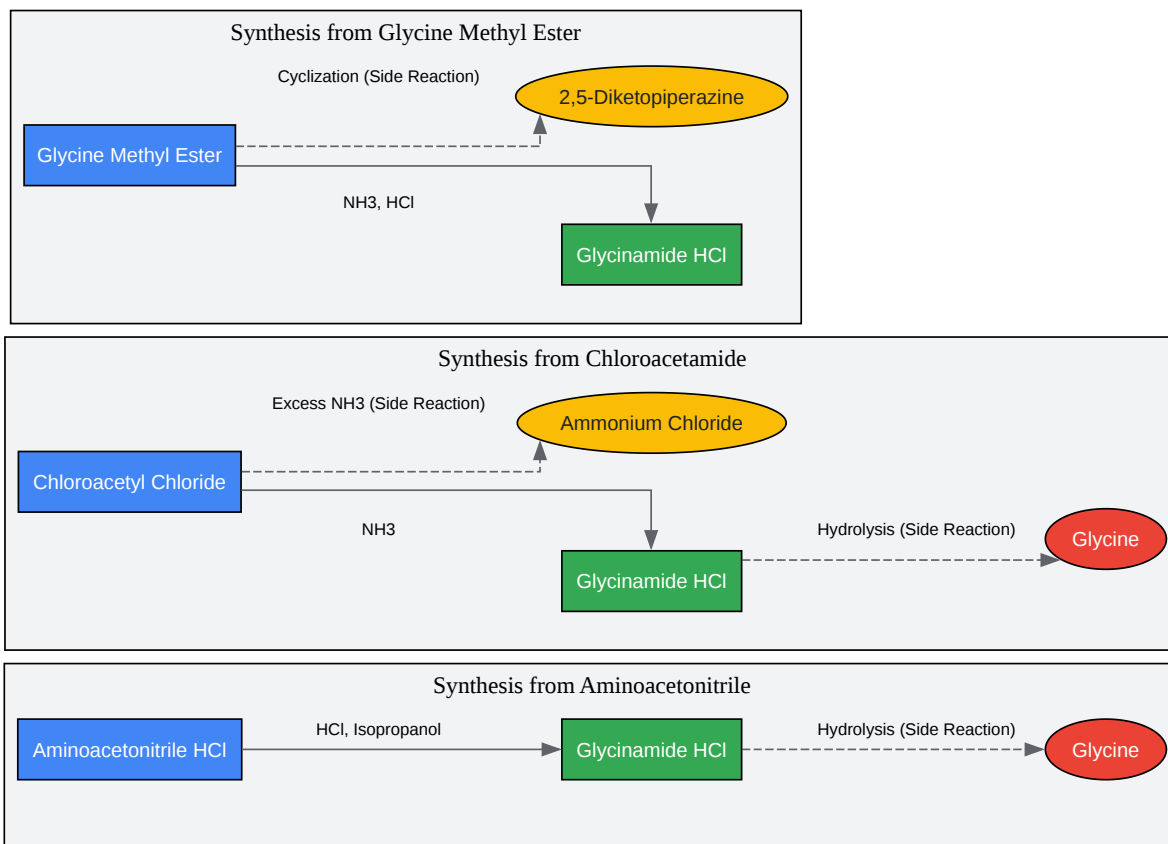 Synthesis from Glycine Methyl Ester
Cyclization (Side Reaction)
2,5-Diketopiperazine
Glycine Methyl Ester
NH3, HCl
Glycinamide HCl
Synthesis from Chloroacetamide
Excess NH3 (Side Reaction)
Ammonium Chloride
Chloroacetyl Chloride
NH3
Hydrolysis (Side Reaction)
Glycine
Glycinamide HCl
Synthesis from Aminoacetonitrile
Aminoacetonitrile HCl
HCl, Isopropanol
Glycinamide HCl
Hydrolysis (Side Reaction)
Glycine